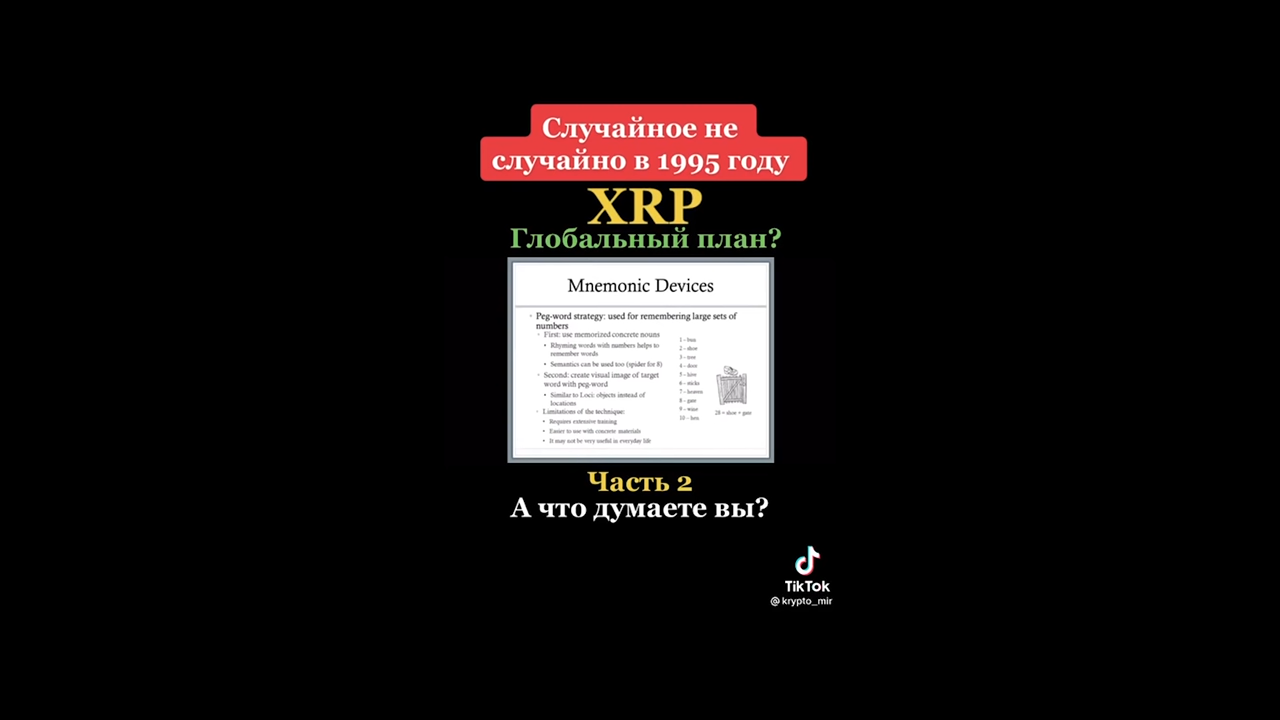 Случайное не
случайно в 1995 году
XRP
Глобальный план?
Mnemonic Devices
Peg-word strategy: used for remembering large sets of
numbers
First: use memorized concrete nouns
Rhyming words with numbers helps to
remember words
Semantics can be used too (spider for 8)
Second: create visual image of target
word with peg-word
Similar to Loci: objects instead of
locations
Limitations of the technique:
Requires extensive training
Easier to use with concrete materials
It may not be very useful in everyday life
1 - bun
2 - shoe
3 - tree
4 - door
5 - hive
6 - sticks
7 - heaven
8 - gate
9 - wine
10 - hen
28 = shoe + gate
Часть 2
А что думаете вы?
TikTok
@krypto_mir